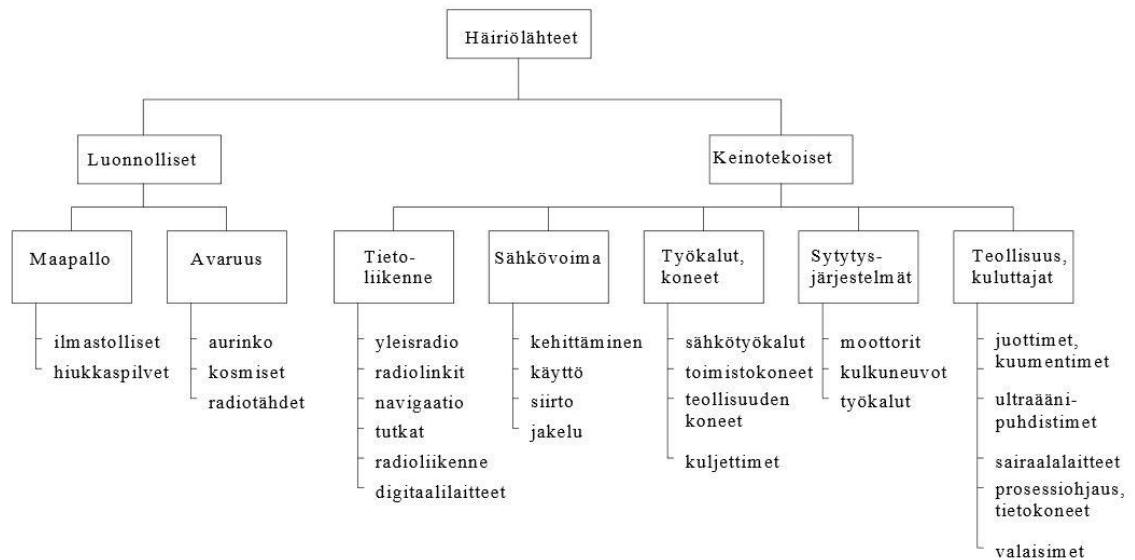 Häiriölähteet
Luonnolliset
Keinotekoiset
Maapallo
ilmastolliset
hiukkaspilvet
Avaruus
aurinko
kosmiset
radiotähdet
Tieto-
liikenne
yleisradio
radiolinkit
navigaatio
tutkat
radioliikenne
digitaalilaitteet
Sähkövoima
kehittäminen
käyttö
siirto
jakelu
Työkalut,
koneet
sähkötyökalut
toimistokoneet
teollisuuden
koneet
kuljettimet
Sytytys-
järjestelmät
moottorit
kulkuneuvot
työkalut
Teollisuus,
kuluttajat
juottimet,
kuumentimet
ultraääni-
puhdistimet
sairaalalaitteet
prosessiohjaus,
tietokoneet
valaisimet